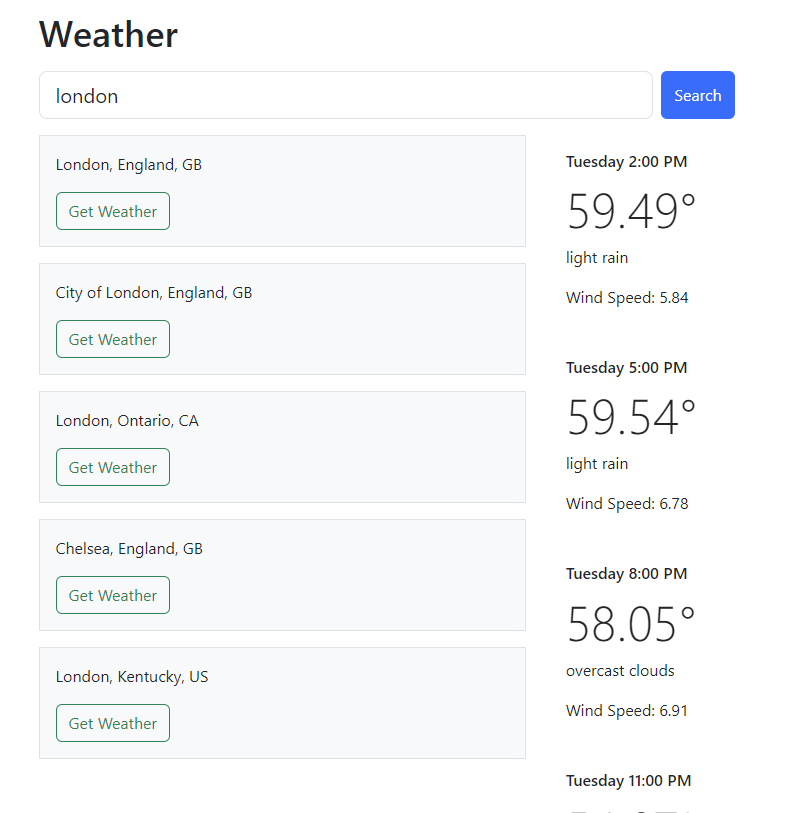 Weather
london
Search
London, England, GB
Get Weather
City of London, England, GB
Get Weather
London, Ontario, CA
Get Weather
Chelsea, England, GB
Get Weather
London, Kentucky, US
Get Weather
Tuesday 2:00 PM
59.49°
light rain
Wind Speed: 5.84
Tuesday 5:00 PM
59.54°
light rain
Wind Speed: 6.78
Tuesday 8:00 PM
58.05°
overcast clouds
Wind Speed: 6.91
Tuesday 11:00 PM